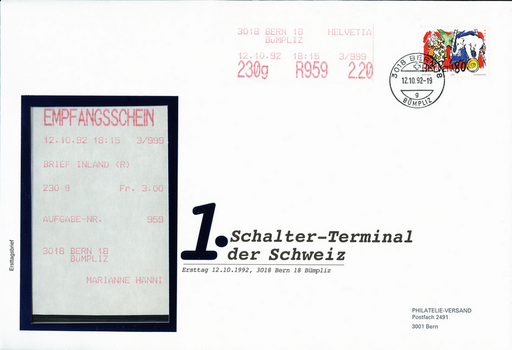 3018 BERN 18 HELVETIA
BÜMPLIZ
12.10.92 18:15 3/999
230g R959 2.20
80
3018 BERN 18
12.10.92-19
9
BÜMPLIZ
EMPFANGSSCHEIN
12.10.92 18:15 3/999
BRIEF INLAND (R)
230 g Fr. 3.00
AUFGABE-NR. 959
3018 BERN 18
BÜMPLIZ
MARIANNE HÄNNI
Ersttagsbrief
1. Schalter-Terminal
der Schweiz
Ersttag 12.10.1992, 3018 Bern 18 Bümpliz
PHILATELIE-VERSAND
Postfach 2491
3001 Bern